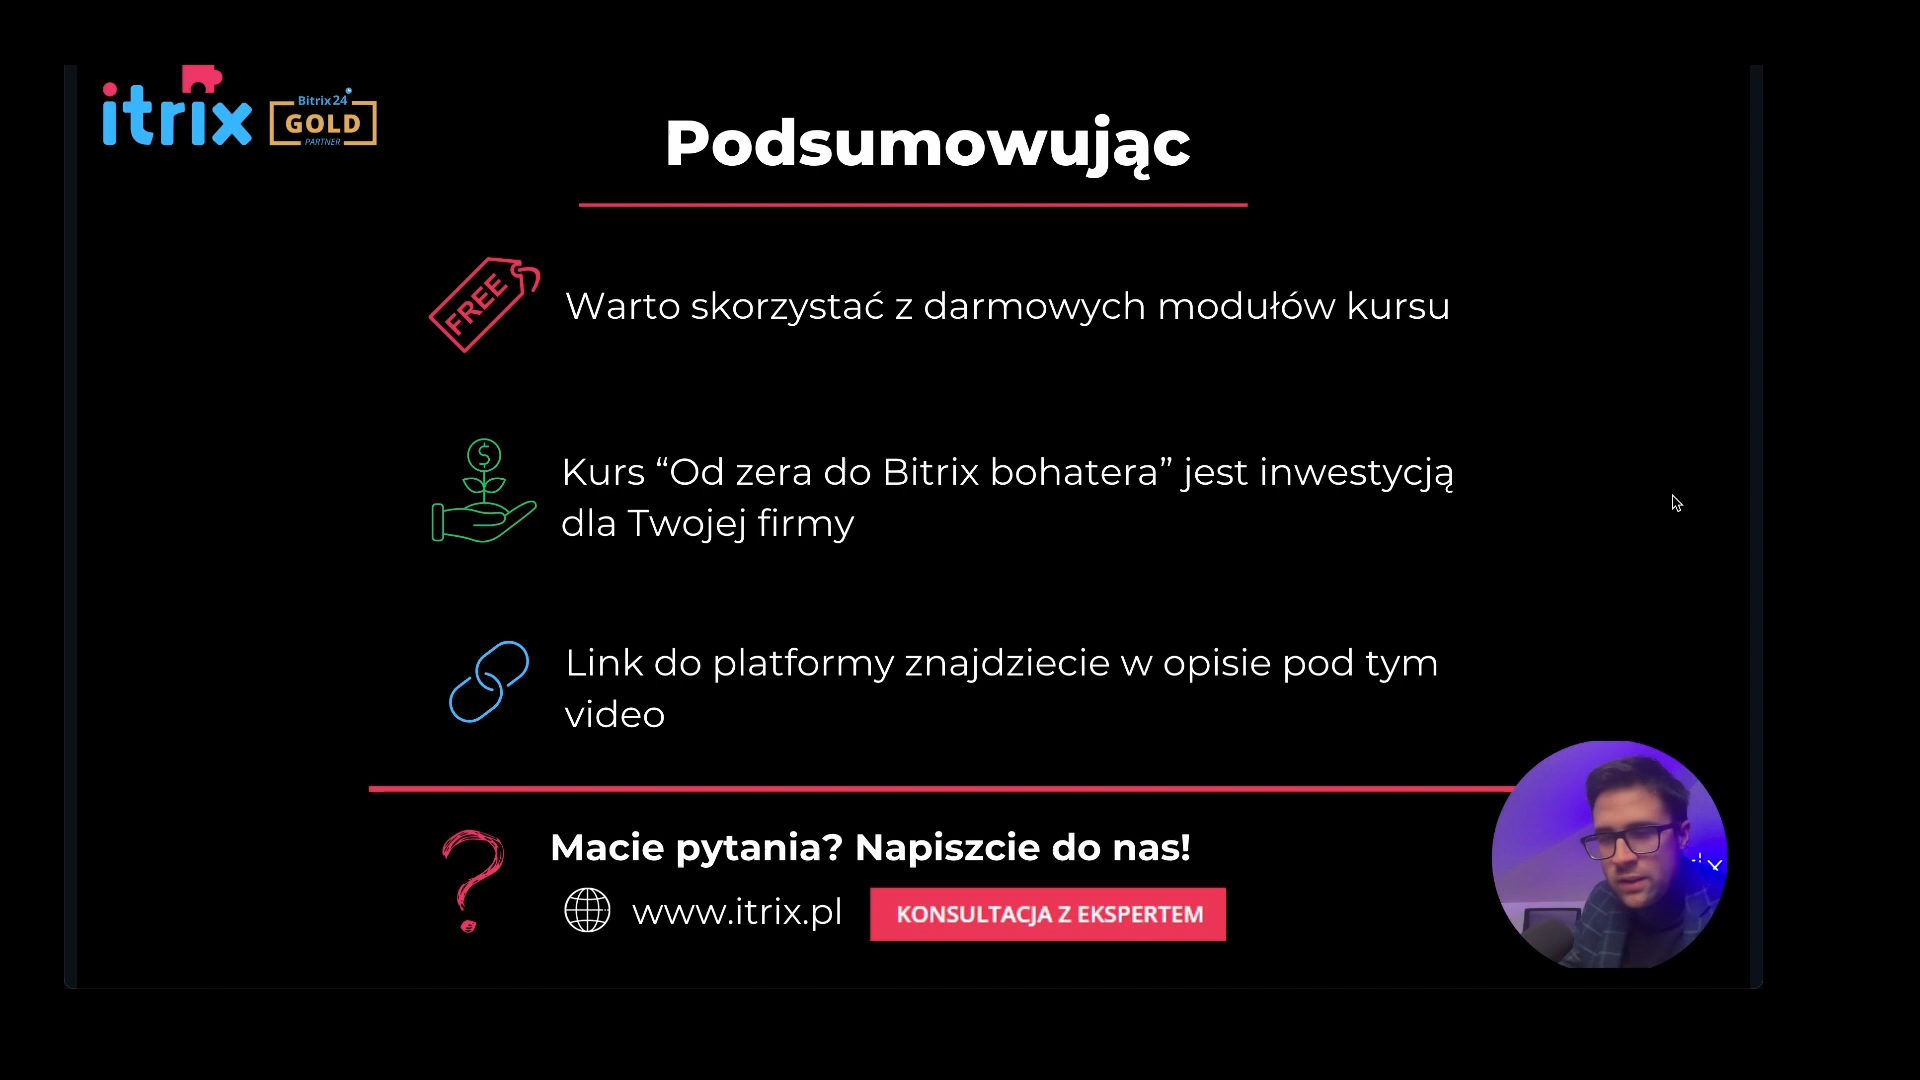 itrix
Bitrix24
GOLD
PARTNER
Podsumowując
FREE
Warto skorzystać z darmowych modułów kursu
Kurs “Od zera do Bitrix bohatera” jest inwestycją
dla Twojej firmy
Link do platformy znajdziecie w opisie pod tym
video
Macie pytania? Napiszcie do nas!
www.itrix.pl
KONSULTACJA Z EKSPERTEM